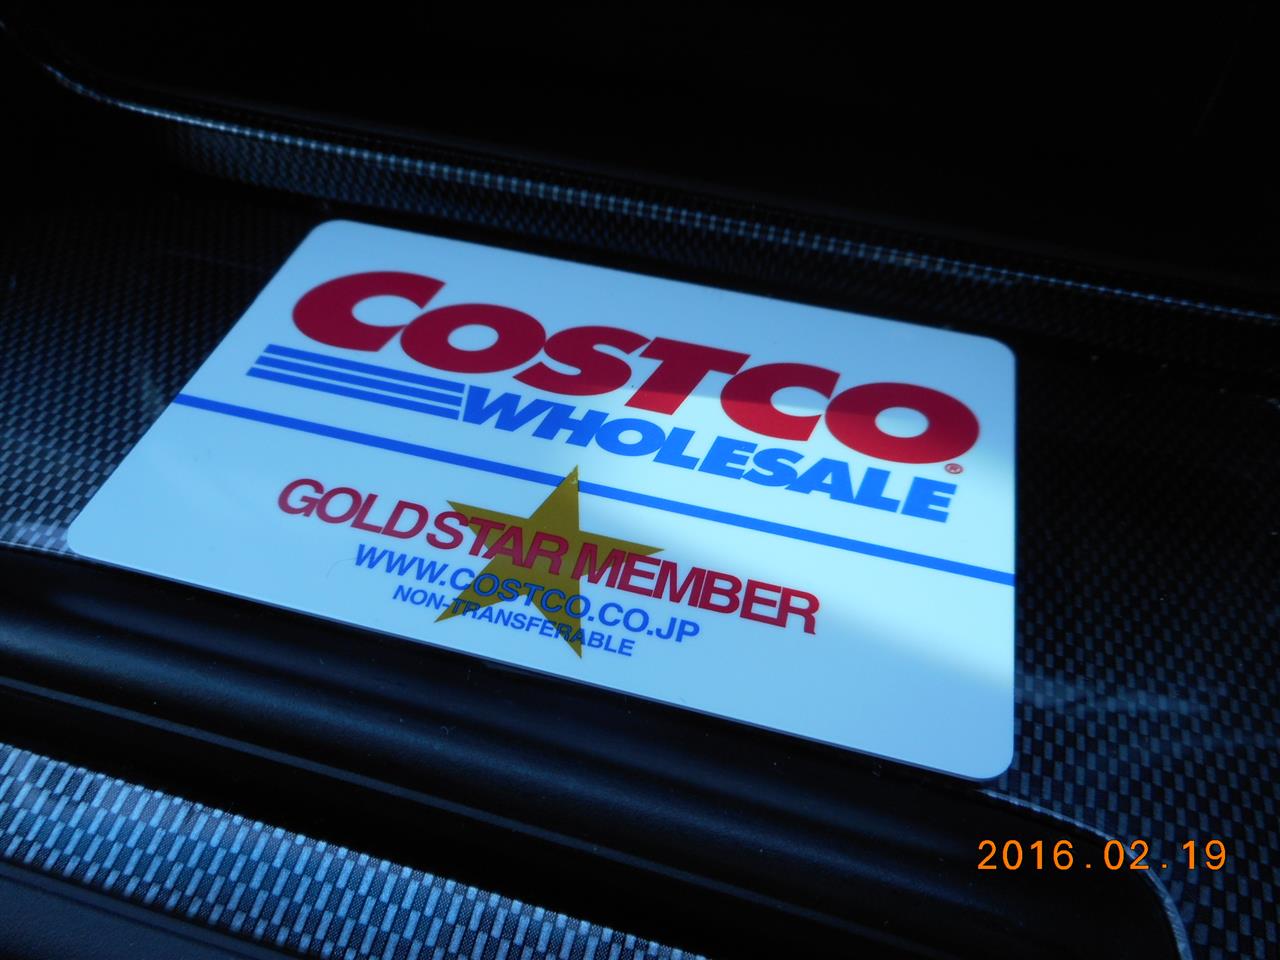 COSTCO
WHOLESALE®
GOLD STAR MEMBER
WWW.COSTCO.CO.JP
NON-TRANSFERABLE
2016.02.19